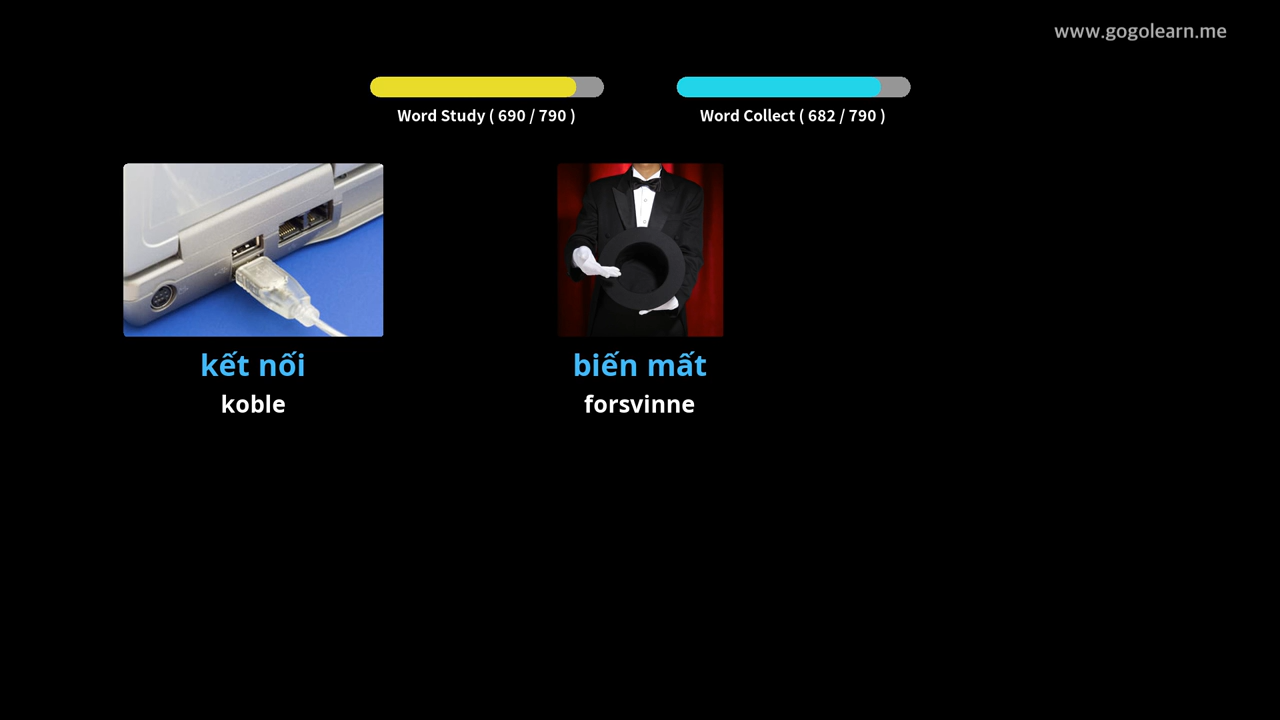 www.gogolearn.me
Word Study ( 690 / 790 )
Word Collect ( 682 / 790 )
kết nối
koble
biến mất
forsvinne